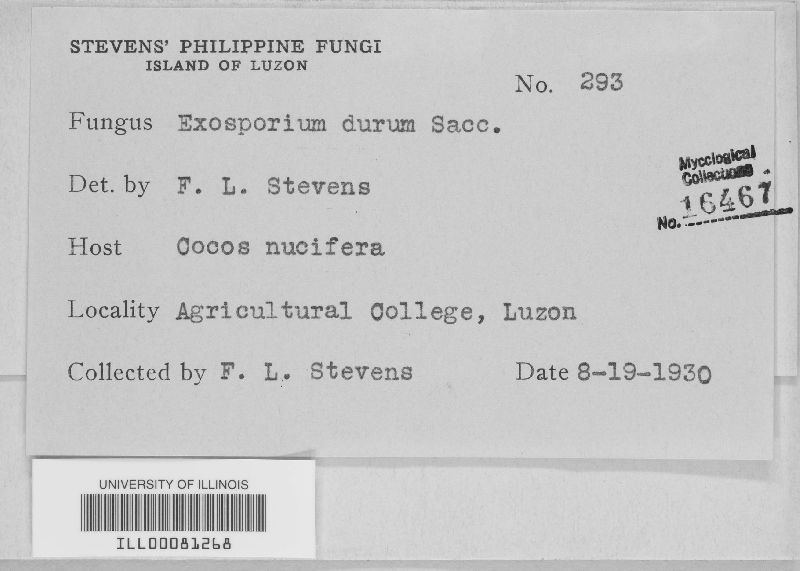 STEVENS' PHILIPPINE FUNGI
ISLAND OF LUZON
No. 293
Fungus Exosporium durum Sacc.
Det. by F. L. Stevens
Mycological
Collections
No. 16467
Host Cocos nucifera
Locality Agricultural College, Luzon
Collected by F. L. Stevens Date 8-19-1930
UNIVERSITY OF ILLINOIS
ILL00081268